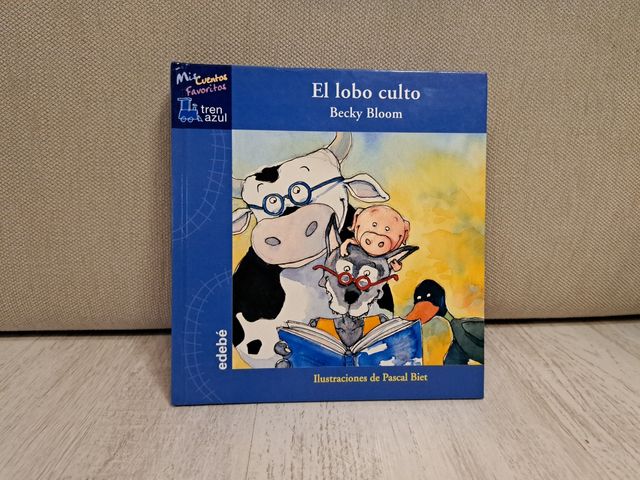 Mis Cuentos
Favoritos
tren
azul
El lobo culto
Becky Bloom
edebé
Ilustraciones de Pascal Biet